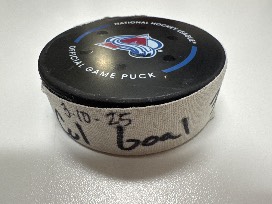 NATIONAL HOCKEY LEAGUE
OFFICIAL GAME PUCK
3-10-25
goal